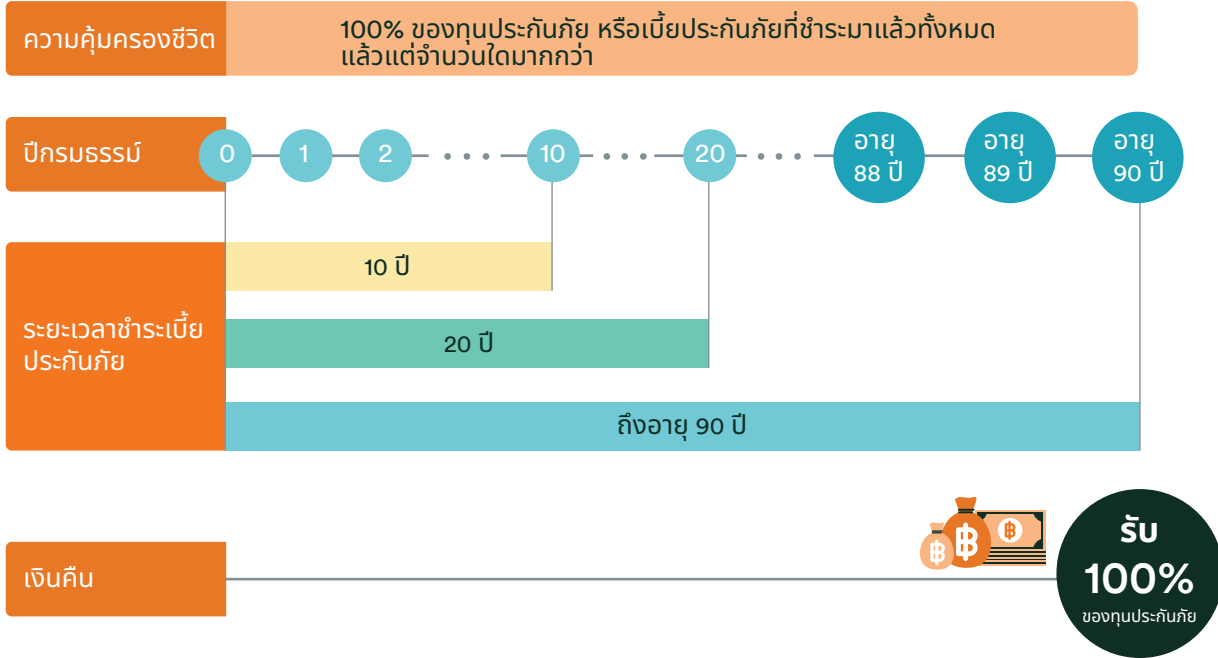 ความคุ้มครองชีวิต
100% ของทุนประกันภัย หรือเบี้ยประกันภัยที่ชำระมาแล้วทั้งหมด
แล้วแต่จำนวนใดมากกว่า
ปีกรมธรรม์
0
1
2
10
20
อายุ
88 ปี
อายุ
89 ปี
อายุ
90 ปี
ระยะเวลาชำระเบี้ย
ประกันภัย
10 ปี
20 ปี
ถึงอายุ 90 ปี
เงินคืน
฿
฿
฿
รับ
100%
ของทุนประกันภัย